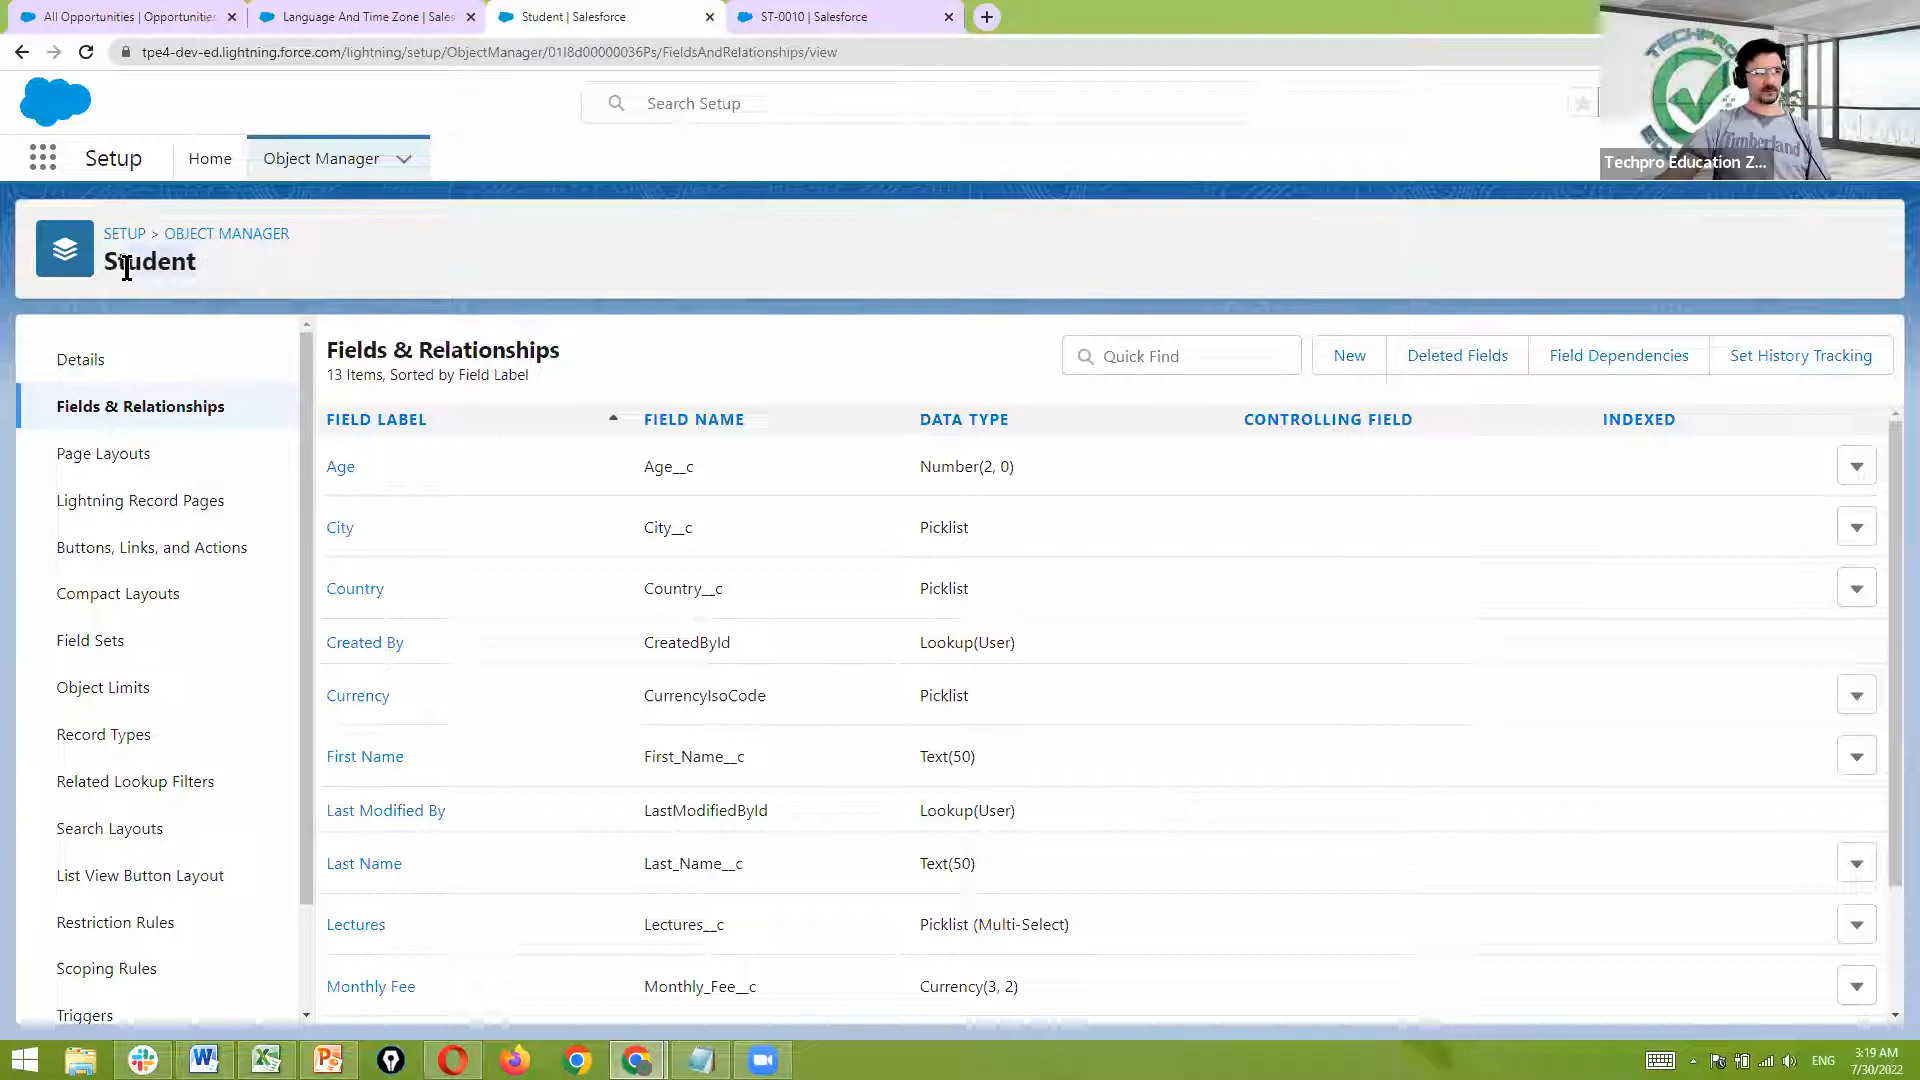 All Opportunities | Opportunities
Language And Time Zone | Sales
Student | Salesforce
ST-0010 | Salesforce
tpe4-dev-ed.lightning.force.com/lightning/setup/ObjectManager/01I8d00000036Ps/FieldsAndRelationships/view
Search Setup
TECHPRO
Timberland
Techpro Education Z...
Setup
Home
Object Manager
SETUP > OBJECT MANAGER
Student
Details
Fields & Relationships
Page Layouts
Lightning Record Pages
Buttons, Links, and Actions
Compact Layouts
Field Sets
Object Limits
Record Types
Related Lookup Filters
Search Layouts
List View Button Layout
Restriction Rules
Scoping Rules
Triggers
Fields & Relationships
13 Items, Sorted by Field Label
Quick Find
New
Deleted Fields
Field Dependencies
Set History Tracking
FIELD LABEL FIELD NAME DATA TYPE CONTROLLING FIELD INDEXED
Age Age__c Number(2, 0)
City City__c Picklist
Country Country__c Picklist
Created By CreatedById Lookup(User)
Currency CurrencyIsoCode Picklist
First Name First_Name__c Text(50)
Last Modified By LastModifiedById Lookup(User)
Last Name Last_Name__c Text(50)
Lectures Lectures__c Picklist (Multi-Select)
Monthly Fee Monthly_Fee__c Currency(3, 2)
ENG
3:19 AM
7/30/2022